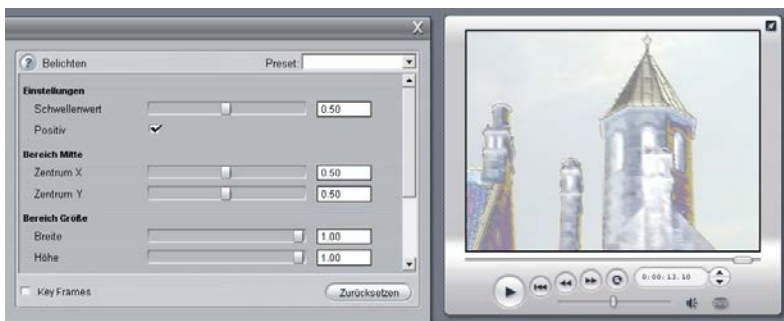 X
? Belichten Preset:
Einstellungen
Schwellenwert 0.50
Positiv
Bereich Mitte
Zentrum X 0.50
Zentrum Y 0.50
Bereich Größe
Breite 1.00
Höhe 1.00
Key Frames Zurücksetzen
0:00:13.10